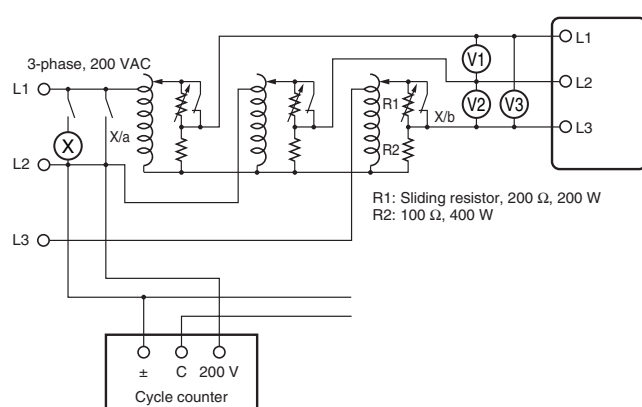 3-phase, 200 VAC
L1
X/a
X
L2
L3
R1
R2
X/b
V1
V2
V3
L1
L2
L3
R1: Sliding resistor, 200 Ω, 200 W
R2: 100 Ω, 400 W
± C 200 V
Cycle counter